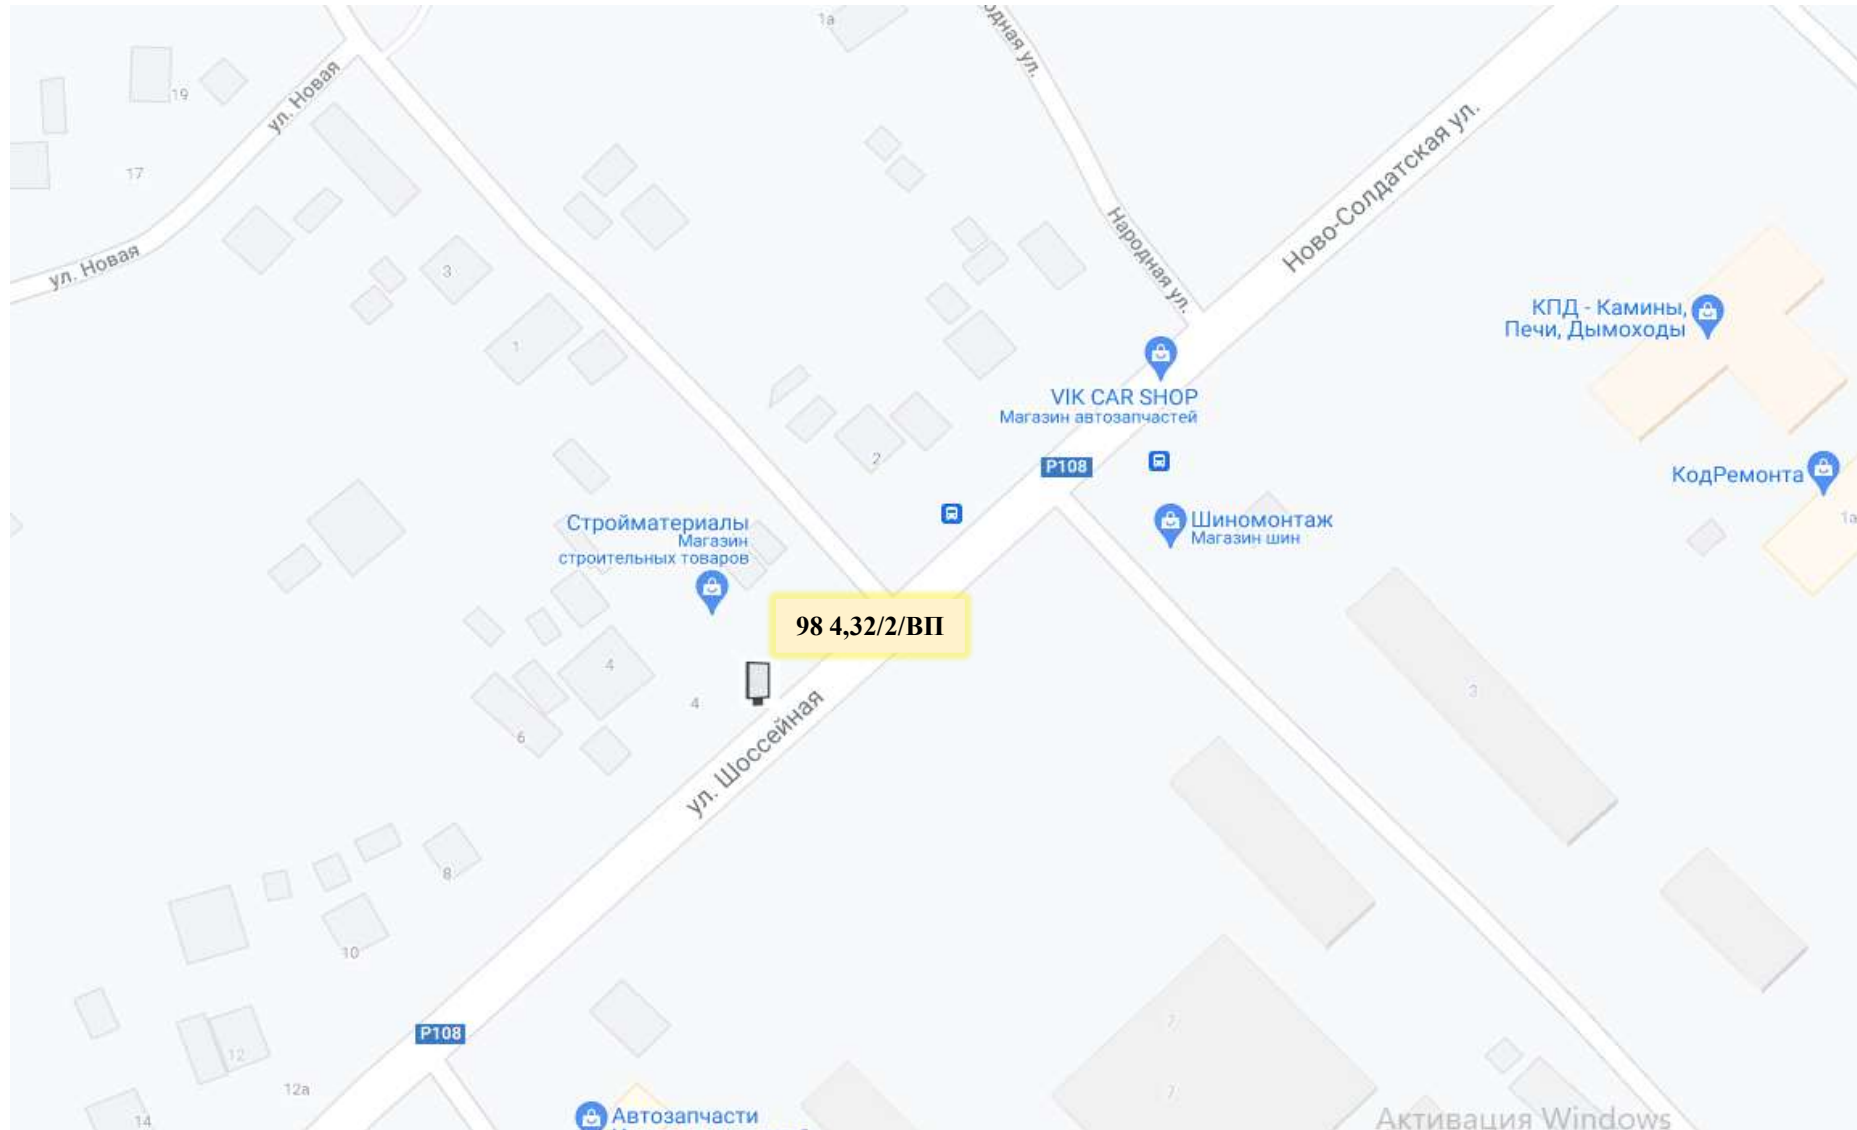 1а
одная ул.
19
ул. Новая
Ново-Солдатская ул.
17
Народная ул.
ул. Новая
3
КПД - Камины,
Печи, Дымоходы
1
VIK CAR SHOP
Магазин автозапчастей
2
Р108
КодРемонта
Стройматериалы
Магазин
строительных товаров
Шиномонтаж
Магазин шин
1а
98 4,32/2/ВП
4
4
3
ул. Шоссейная
6
8
10
7
Р108
12
12а
7
14
Автозапчасти
Активация Windows